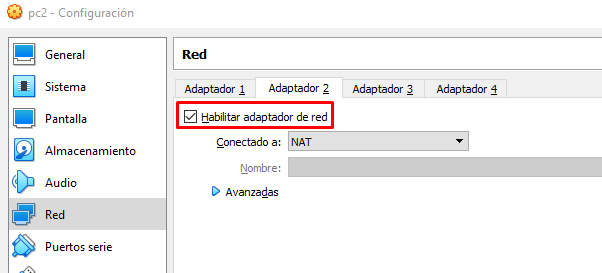 pc2 - Configuración
General
Sistema
Pantalla
Almacenamiento
Audio
Red
Puertos serie
Red
Adaptador 1 Adaptador 2 Adaptador 3 Adaptador 4
Habilitar adaptador de red
Conectado a: NAT
Nombre:
Avanzadas